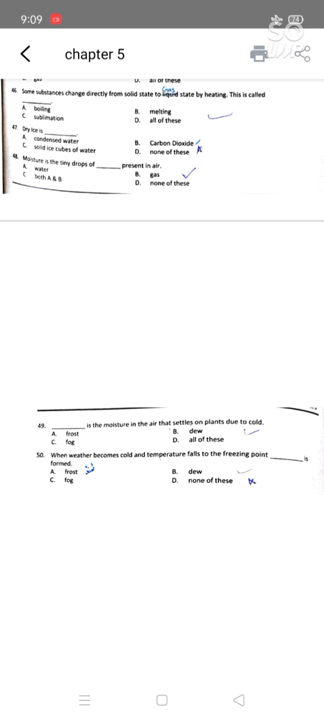 9:09
74
chapter 5
D. all of these
46. Some substances change directly from solid state to liquid state by heating. This is called
Gas
A. boiling
B. melting
C. sublimation
D. all of these
47. Dry ice is
A. condensed water
B. Carbon Dioxide
C. solid ice cubes of water
D. none of these
48. Moisture is the tiny drops of ______ present in air.
A. water
B. gas
C. both A & B
D. none of these
49. ______ is the moisture in the air that settles on plants due to cold.
A. frost
B. dew
C. fog
D. all of these
50. When weather becomes cold and temperature falls to the freezing point ______ is
formed.
A. frost
B. dew
C. fog
D. none of these